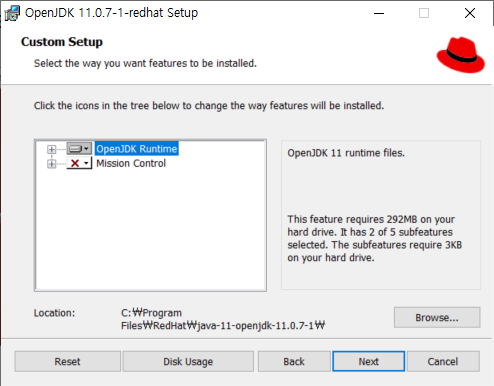 OpenJDK 11.0.7-1-redhat Setup
Custom Setup
Select the way you want features to be installed.
Click the icons in the tree below to change the way features will be installed.
OpenJDK Runtime
Mission Control
OpenJDK 11 runtime files.
This feature requires 292MB on your
hard drive. It has 2 of 5 subfeatures
selected. The subfeatures require 3KB
on your hard drive.
Location:
C:₩Program
Files₩RedHat₩java-11-openjdk-11.0.7-1₩
Browse...
Reset
Disk Usage
Back
Next
Cancel